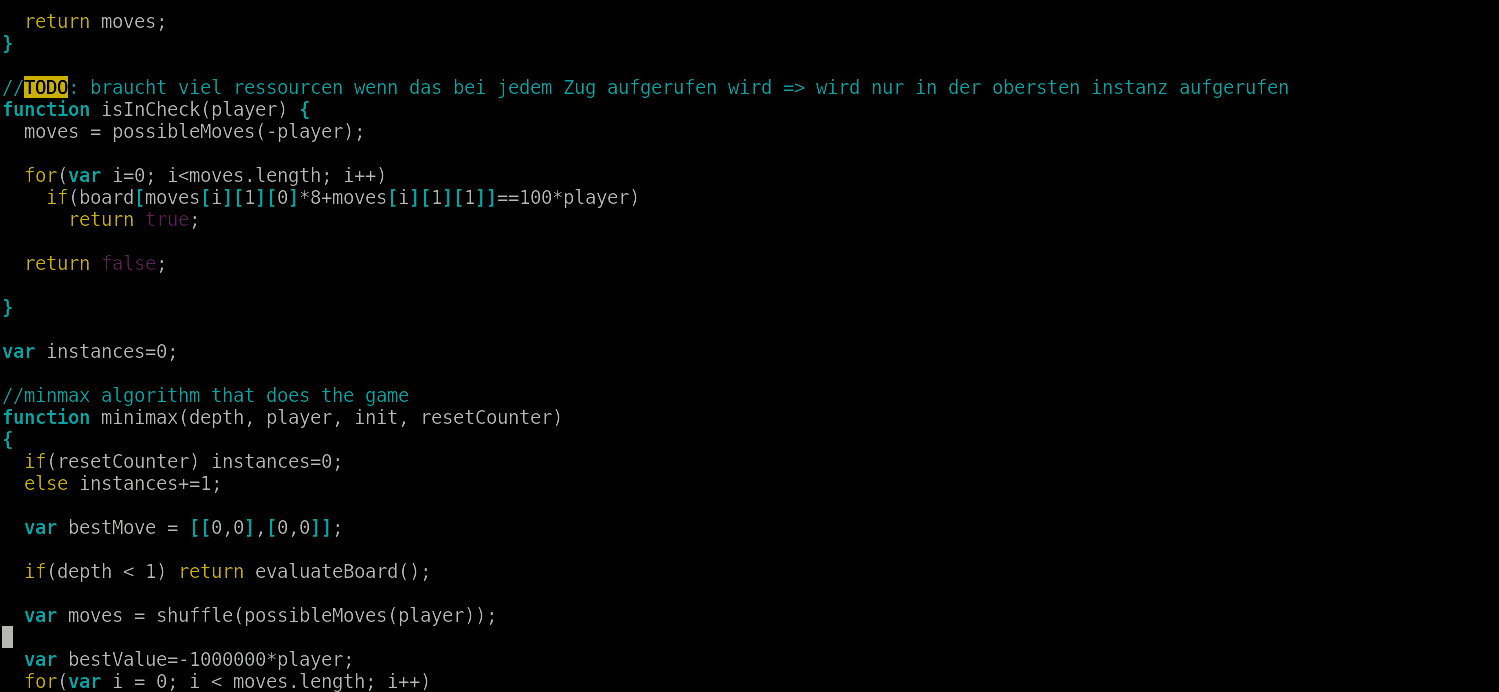 return moves;
}
//TODO: braucht viel ressourcen wenn das bei jedem Zug aufgerufen wird => wird nur in der obersten instanz aufgerufen
function isInCheck(player) {
  moves = possibleMoves(-player);
  for(var i=0; i<moves.length; i++)
    if(board[moves[i][1][0]*8+moves[i][1][1]]==100*player)
      return true;
  return false;
}
var instances=0;
//minmax algorithm that does the game
function minimax(depth, player, init, resetCounter)
{
  if(resetCounter) instances=0;
  else instances+=1;
  var bestMove = [[0,0],[0,0]];
  if(depth < 1) return evaluateBoard();
  var moves = shuffle(possibleMoves(player));
  var bestValue=-1000000*player;
  for(var i = 0; i < moves.length; i++)